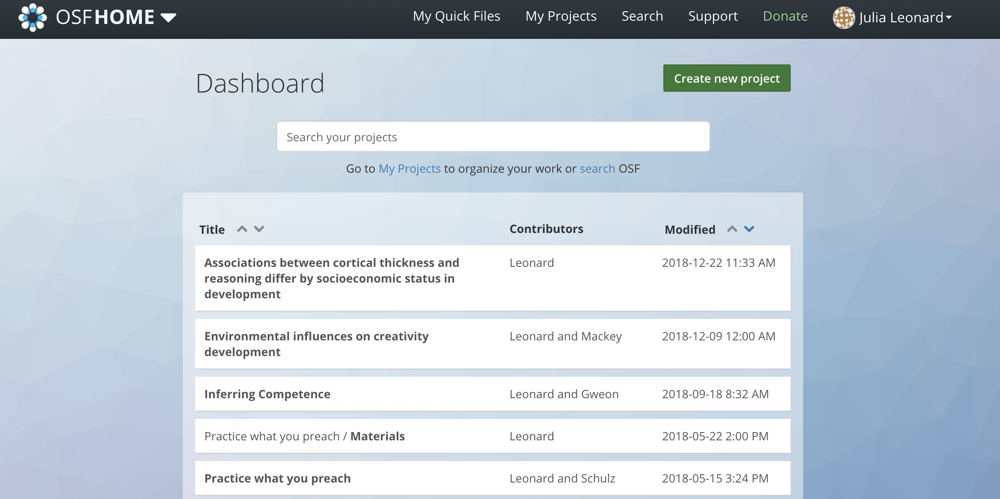 OSFHOME
My Quick Files
My Projects
Search
Support
Donate
Julia Leonard
Dashboard
Create new project
Search your projects
Go to My Projects to organize your work or search OSF
Title
Contributors
Modified
Associations between cortical thickness and
reasoning differ by socioeconomic status in
development
Leonard
2018-12-22 11:33 AM
Environmental influences on creativity
development
Leonard and Mackey
2018-12-09 12:00 AM
Inferring Competence
Leonard and Gweon
2018-09-18 8:32 AM
Practice what you preach / Materials
Leonard
2018-05-22 2:00 PM
Practice what you preach
Leonard and Schulz
2018-05-15 3:24 PM